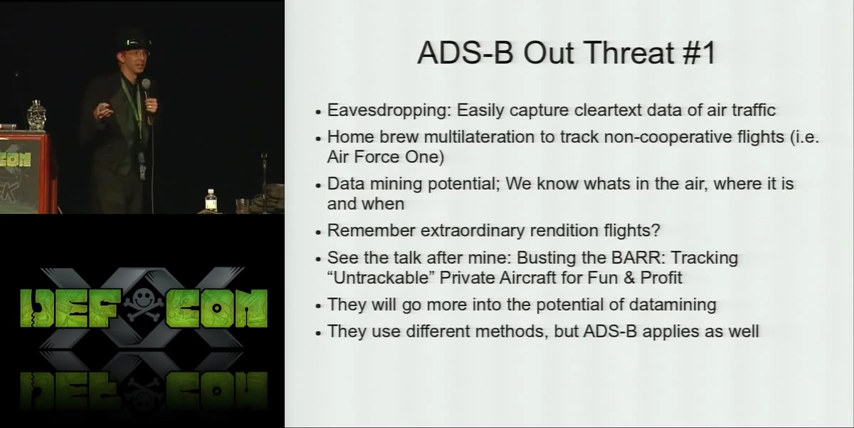 ADS-B Out Threat #1
• Eavesdropping: Easily capture cleartext data of air traffic
• Home brew multilateration to track non-cooperative flights (i.e.
Air Force One)
• Data mining potential; We know whats in the air, where it is
and when
• Remember extraordinary rendition flights?
• See the talk after mine: Busting the BARR: Tracking
“Untrackable” Private Aircraft for Fun & Profit
• They will go more into the potential of datamining
• They use different methods, but ADS-B applies as well
XX
DEF CON